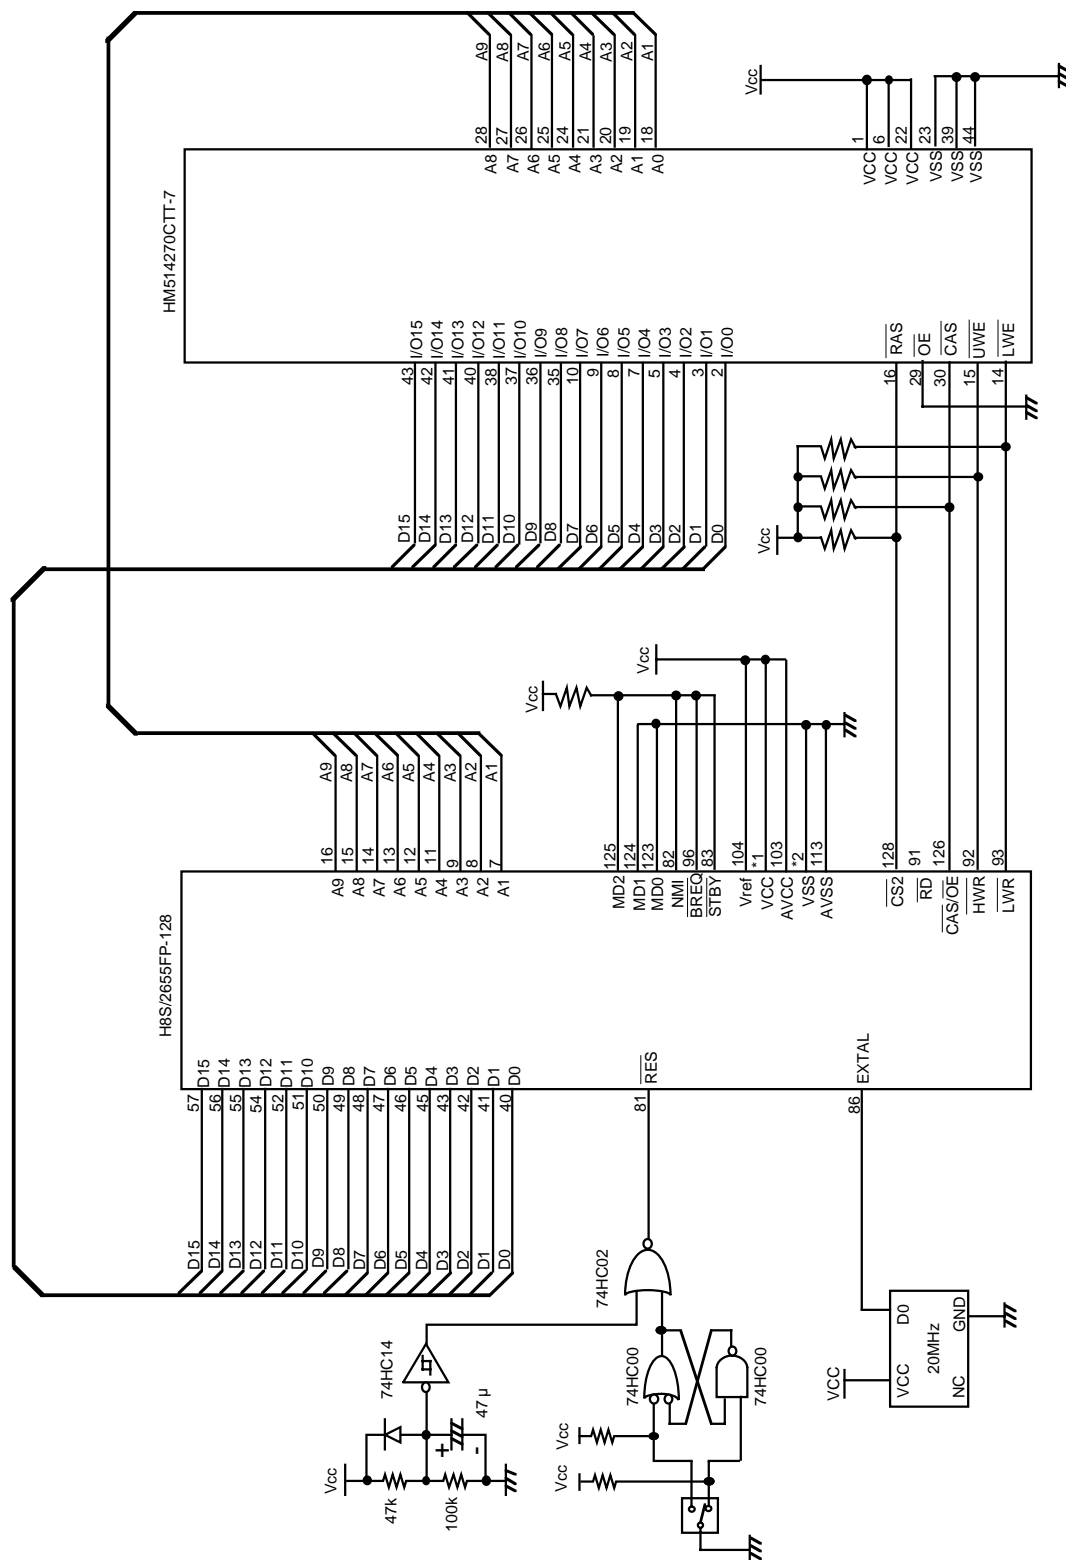 HM514270CTT-7
A9 28 A8
A8 27 A7
A7 26 A6
A6 25 A5
A5 24 A4
A4 21 A3
A3 20 A2
A2 19 A1
A1 18 A0
Vcc
1 VCC
6 VCC
22 VCC
23 VSS
39 VSS
44 VSS
D15 43 I/O15
D14 42 I/O14
D13 41 I/O13
D12 40 I/O12
D11 38 I/O11
D10 37 I/O10
D9 36 I/O9
D8 35 I/O8
D7 10 I/O7
D6 9 I/O6
D5 8 I/O5
D4 7 I/O4
D3 5 I/O3
D2 4 I/O2
D1 3 I/O1
D0 2 I/O0
16 RAS
29 OE
30 CAS
15 UWE
14 LWE
Vcc
H8S/2655FP-128
A9 16 A9
A8 15 A8
A7 14 A7
A6 13 A6
A5 12 A5
A4 11 A4
A3 9 A3
A2 8 A2
A1 7 A1
Vcc
Vcc
125 MD2
124 MD1
123 MD0
82 NMI
96 BREQ
83 STBY
104 Vref
*1 VCC
103 AVCC
*2 VSS
113 AVSS
128 CS2
91 RD
126 CAS/OE
92 HWR
93 LWR
D15 57 D15
D14 56 D14
D13 55 D13
D12 54 D12
D11 52 D11
D10 51 D10
D9 50 D9
D8 49 D8
D7 48 D7
D6 47 D6
D5 46 D5
D4 45 D4
D3 43 D3
D2 42 D2
D1 41 D1
D0 40 D0
81 RES
86 EXTAL
74HC02
74HC14
Vcc
47k
100k
+
-
47 µ
74HC00
74HC00
Vcc
Vcc
VCC
VCC
D0
20MHz
NC
GND